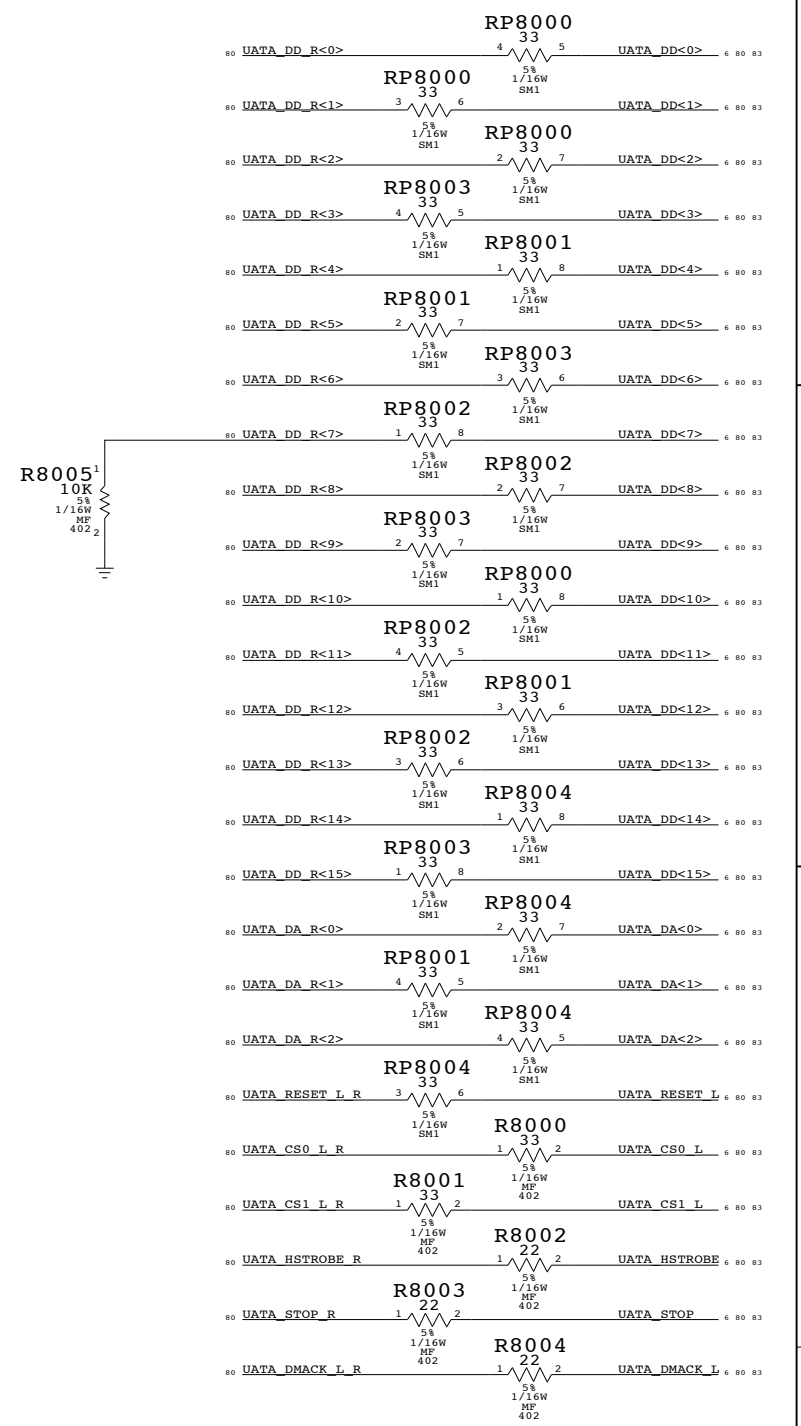 RP8000
33
80 UATA_DD_R<0> 4 5 UATA_DD<0> 6 80 83
5%
1/16W
SM1
RP8000
33
80 UATA_DD_R<1> 3 6 UATA_DD<1> 6 80 83
5%
1/16W
SM1
RP8000
33
80 UATA_DD_R<2> 2 7 UATA_DD<2> 6 80 83
5%
1/16W
SM1
RP8003
33
80 UATA_DD_R<3> 4 5 UATA_DD<3> 6 80 83
5%
1/16W
SM1
RP8001
33
80 UATA_DD_R<4> 1 8 UATA_DD<4> 6 80 83
5%
1/16W
SM1
RP8001
33
80 UATA_DD_R<5> 2 7 UATA_DD<5> 6 80 83
5%
1/16W
SM1
RP8003
33
80 UATA_DD_R<6> 3 6 UATA_DD<6> 6 80 83
5%
1/16W
SM1
RP8002
33
80 UATA_DD_R<7> 1 8 UATA_DD<7> 6 80 83
5%
1/16W
SM1
R8005 1
10K
5%
1/16W
MF
402 2
RP8002
33
80 UATA_DD_R<8> 2 7 UATA_DD<8> 6 80 83
5%
1/16W
SM1
RP8003
33
80 UATA_DD_R<9> 2 7 UATA_DD<9> 6 80 83
5%
1/16W
SM1
RP8000
33
80 UATA_DD_R<10> 1 8 UATA_DD<10> 6 80 83
5%
1/16W
SM1
RP8002
33
80 UATA_DD_R<11> 4 5 UATA_DD<11> 6 80 83
5%
1/16W
SM1
RP8001
33
80 UATA_DD_R<12> 3 6 UATA_DD<12> 6 80 83
5%
1/16W
SM1
RP8002
33
80 UATA_DD_R<13> 3 6 UATA_DD<13> 6 80 83
5%
1/16W
SM1
RP8004
33
80 UATA_DD_R<14> 1 8 UATA_DD<14> 6 80 83
5%
1/16W
SM1
RP8003
33
80 UATA_DD_R<15> 1 8 UATA_DD<15> 6 80 83
5%
1/16W
SM1
RP8004
33
80 UATA_DA_R<0> 2 7 UATA_DA<0> 6 80 83
5%
1/16W
SM1
RP8001
33
80 UATA_DA_R<1> 4 5 UATA_DA<1> 6 80 83
5%
1/16W
SM1
RP8004
33
80 UATA_DA_R<2> 4 5 UATA_DA<2> 6 80 83
5%
1/16W
SM1
RP8004
33
80 UATA_RESET_L_R 3 6 UATA_RESET_L 6 80 83
5%
1/16W
SM1
R8000
33
80 UATA_CS0_L_R 1 2 UATA_CS0_L 6 80 83
5%
1/16W
MF
402
R8001
33
80 UATA_CS1_L_R 1 2 UATA_CS1_L 6 80 83
5%
1/16W
MF
402
R8002
22
80 UATA_HSTROBE_R 1 2 UATA_HSTROBE 6 80 83
5%
1/16W
MF
402
R8003
22
80 UATA_STOP_R 1 2 UATA_STOP 6 80 83
5%
1/16W
MF
402
R8004
22
80 UATA_DMACK_L_R 1 2 UATA_DMACK_L 6 80 83
5%
1/16W
MF
402